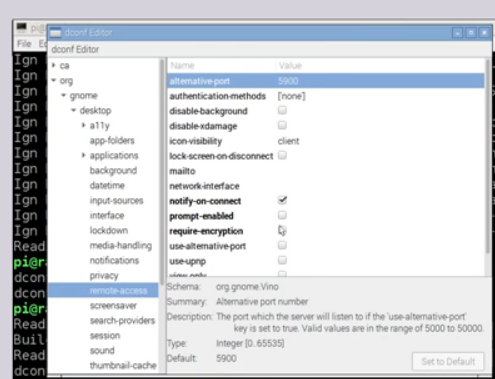 dconf Editor
File
dconf Editor
ca
org
gnome
desktop
a11y
app-folders
applications
background
datetime
input-sources
interface
lockdown
media-handling
notifications
privacy
remote-access
screensaver
search-providers
session
sound
thumbnail-cache
Name Value
alternative-port 5900
authentication-methods ['none']
disable-background
disable-xdamage
icon-visibility client
lock-screen-on-disconnect
mailto
network-interface
notify-on-connect
prompt-enabled
require-encryption
use-alternative-port
use-upnp
view-only
Schema: org.gnome.Vino
Summary: Alternative port number
Description: The port which the server will listen to if the 'use-alternative-port'
key is set to true. Valid values are in the range of 5000 to 50000.
Type: Integer [0..65535]
Default: 5900
Set to Default
Ign
Ign
Ign
Ign
Ign
Ign
Ign
Ign
Ign
Ign
Ign
Ign
Read
pi@r
dcon
dcon
pi@r
Read
Buil
Read
dcon